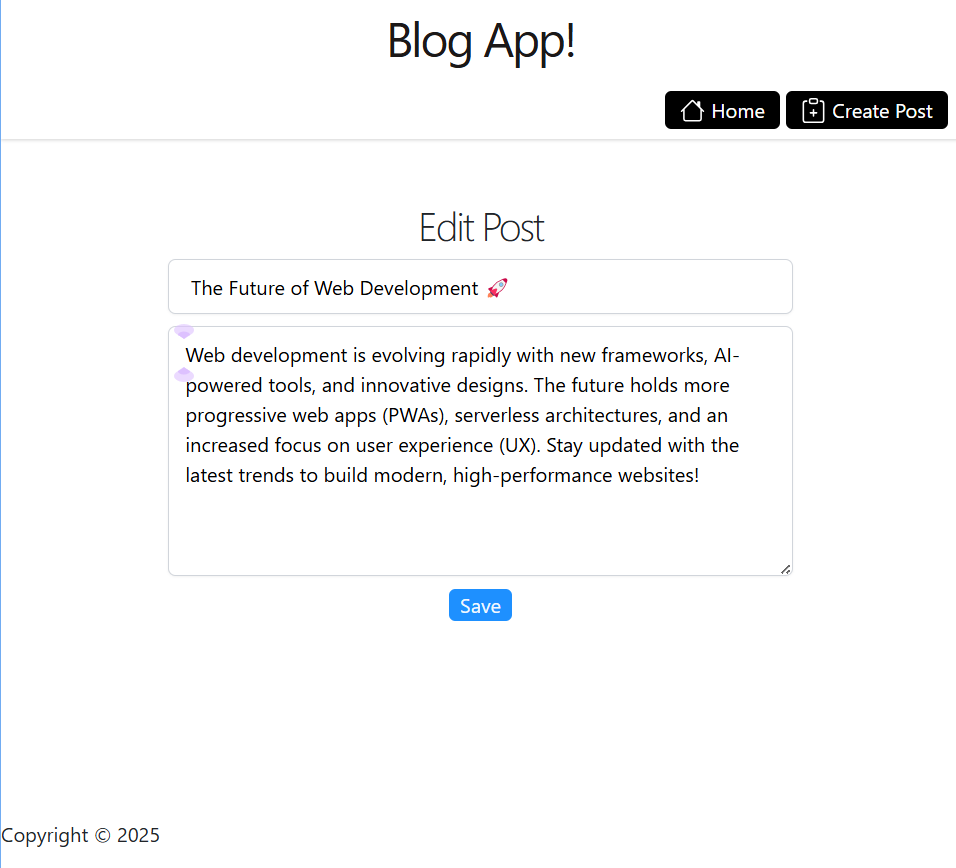 Blog App!
Home
Create Post
Edit Post
The Future of Web Development 🚀
Web development is evolving rapidly with new frameworks, AI-
powered tools, and innovative designs. The future holds more
progressive web apps (PWAs), serverless architectures, and an
increased focus on user experience (UX). Stay updated with the
latest trends to build modern, high-performance websites!
Save
Copyright © 2025